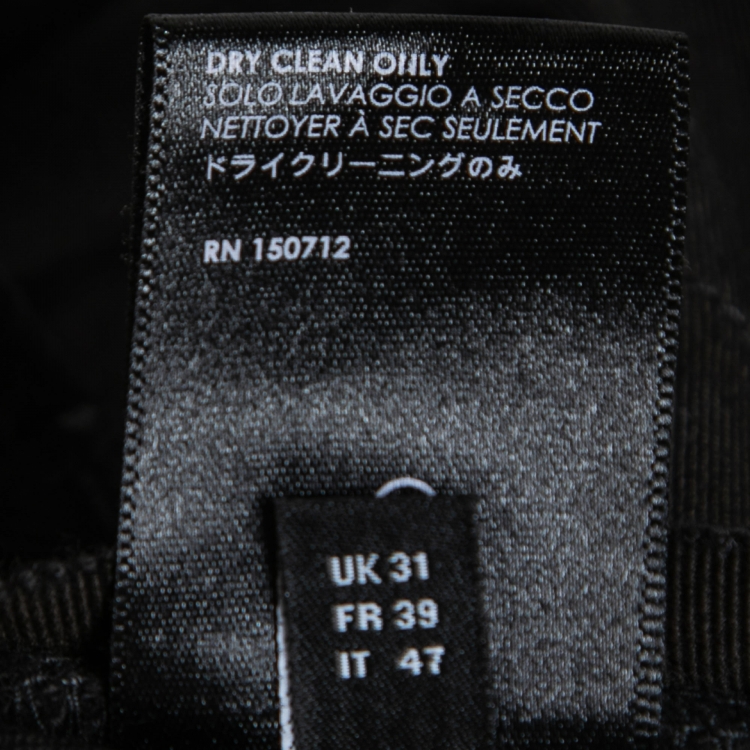 DRY CLEAN ONLY
SOLO LAVAGGIO A SECCO
NETTOYER À SEC SEULEMENT
ドライクリーニングのみ
RN 150712
UK 31
FR 39
IT 47